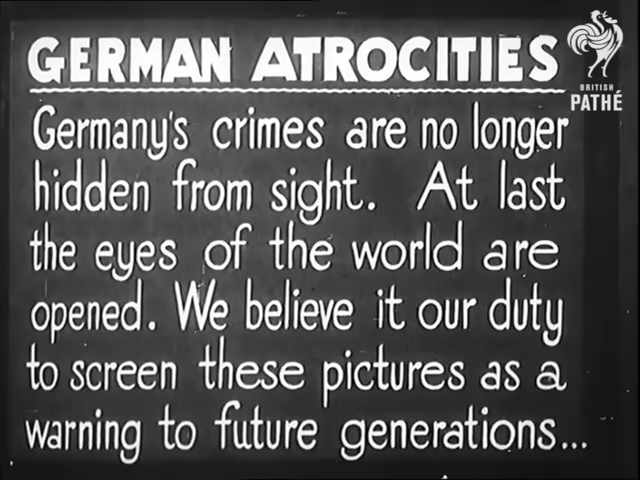 GERMAN ATROCITIES
BRITISH
PATHÉ
Germany's crimes are no longer
hidden from sight. At last
the eyes of the world are
opened. We believe it our duty
to screen these pictures as a
warning to future generations...